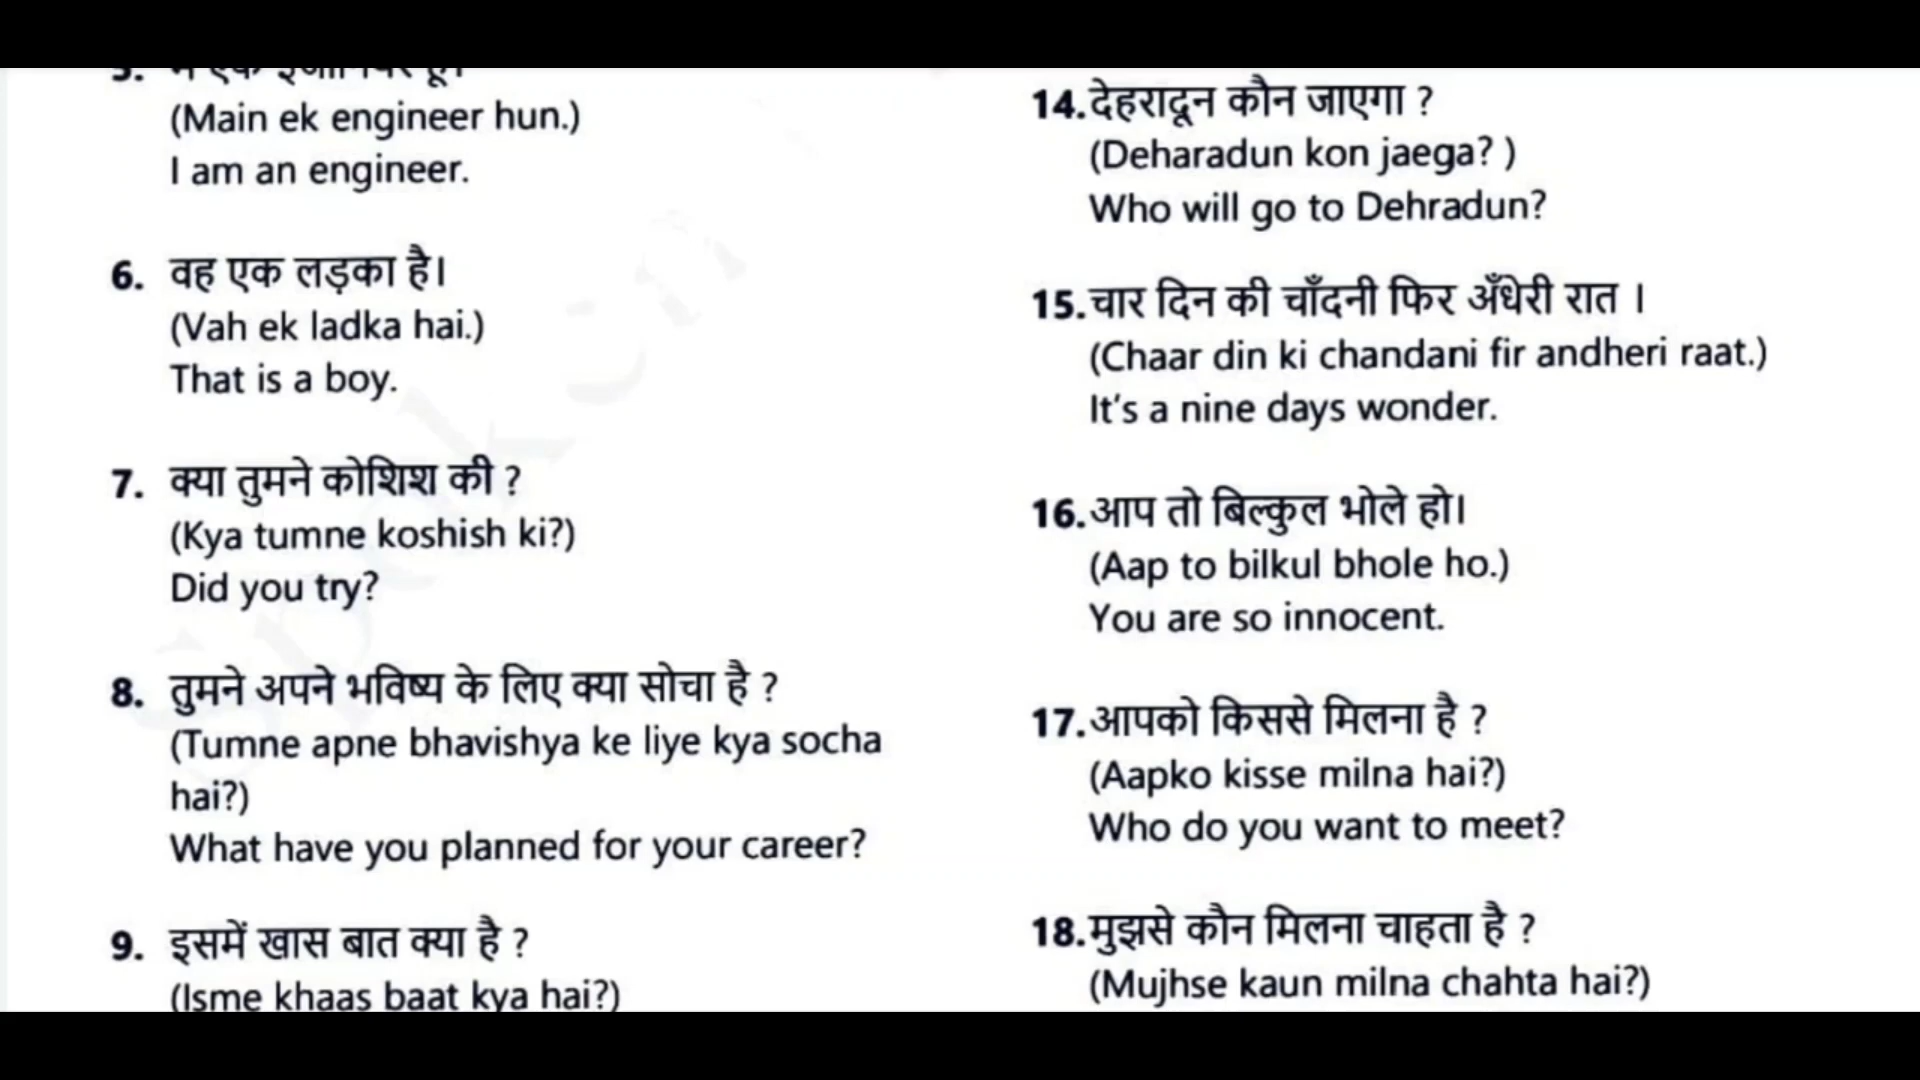 5. मैं एक इंजीनियर हूँ।
(Main ek engineer hun.)
I am an engineer.
6. वह एक लड़का है।
(Vah ek ladka hai.)
That is a boy.
7. क्या तुमने कोशिश की ?
(Kya tumne koshish ki?)
Did you try?
8. तुमने अपने भविष्य के लिए क्या सोचा है ?
(Tumne apne bhavishya ke liye kya socha
hai?)
What have you planned for your career?
9. इसमें खास बात क्या है ?
(Isme khaas baat kya hai?)
14. देहरादून कौन जाएगा ?
(Deharadun kon jaega? )
Who will go to Dehradun?
15. चार दिन की चाँदनी फिर अँधेरी रात ।
(Chaar din ki chandani fir andheri raat.)
It's a nine days wonder.
16. आप तो बिल्कुल भोले हो।
(Aap to bilkul bhole ho.)
You are so innocent.
17. आपको किससे मिलना है ?
(Aapko kisse milna hai?)
Who do you want to meet?
18. मुझसे कौन मिलना चाहता है ?
(Mujhse kaun milna chahta hai?)